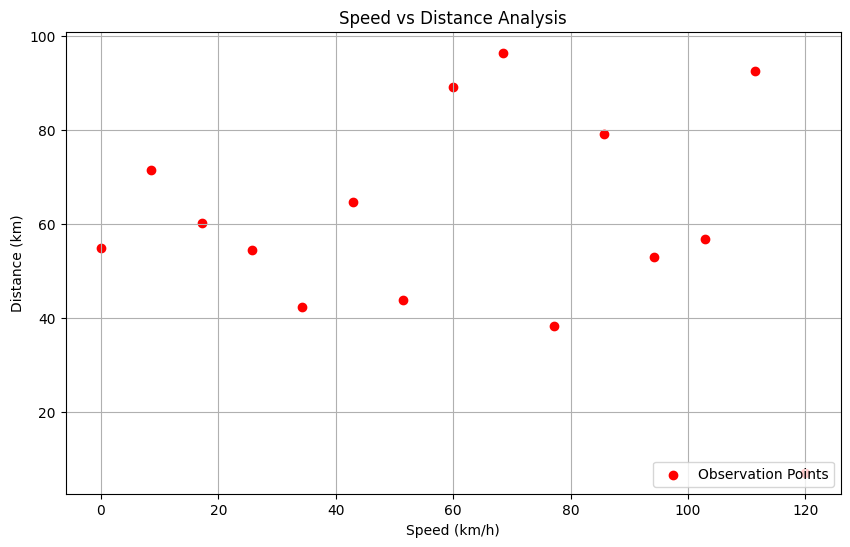 Speed vs Distance Analysis
100
80
60
40
20
Distance (km)
0 20 40 60 80 100 120
Speed (km/h)
Observation Points